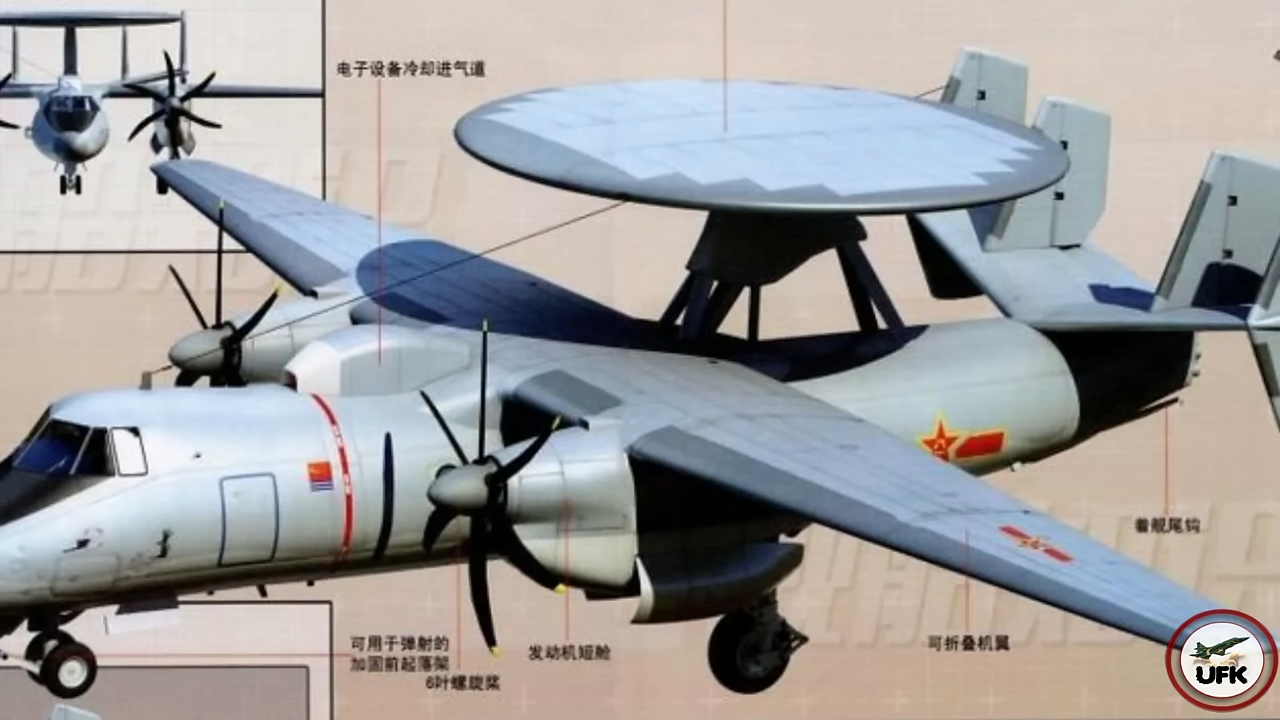 电子设备冷却进气道
着舰尾钩
可用于弹射的
加固前起落架
6叶螺旋桨
发动机短舱
可折叠机翼
UFK